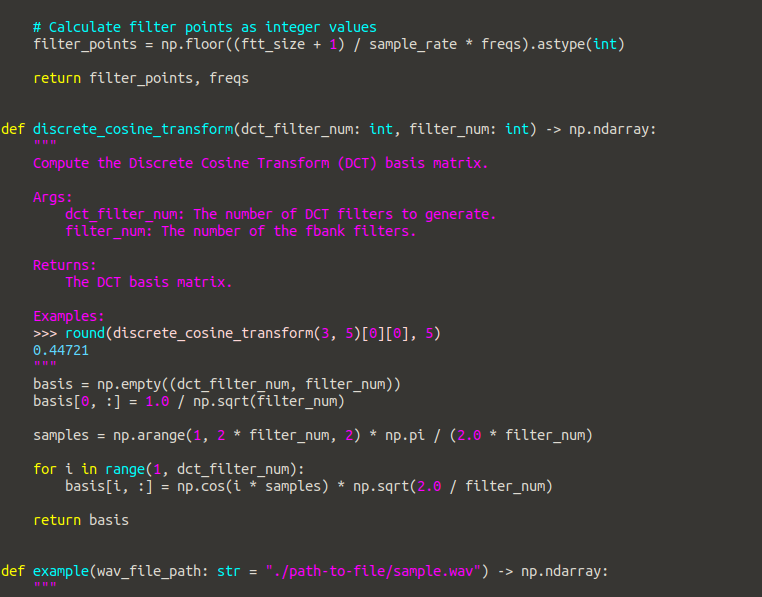 # Calculate filter points as integer values
    filter_points = np.floor((ftt_size + 1) / sample_rate * freqs).astype(int)

    return filter_points, freqs


def discrete_cosine_transform(dct_filter_num: int, filter_num: int) -> np.ndarray:
    """
    Compute the Discrete Cosine Transform (DCT) basis matrix.

    Args:
        dct_filter_num: The number of DCT filters to generate.
        filter_num: The number of the fbank filters.

    Returns:
        The DCT basis matrix.

    Examples:
    >>> round(discrete_cosine_transform(3, 5)[0][0], 5)
    0.44721
    """
    basis = np.empty((dct_filter_num, filter_num))
    basis[0, :] = 1.0 / np.sqrt(filter_num)

    samples = np.arange(1, 2 * filter_num, 2) * np.pi / (2.0 * filter_num)

    for i in range(1, dct_filter_num):
        basis[i, :] = np.cos(i * samples) * np.sqrt(2.0 / filter_num)

    return basis


def example(wav_file_path: str = "./path-to-file/sample.wav") -> np.ndarray:
    """